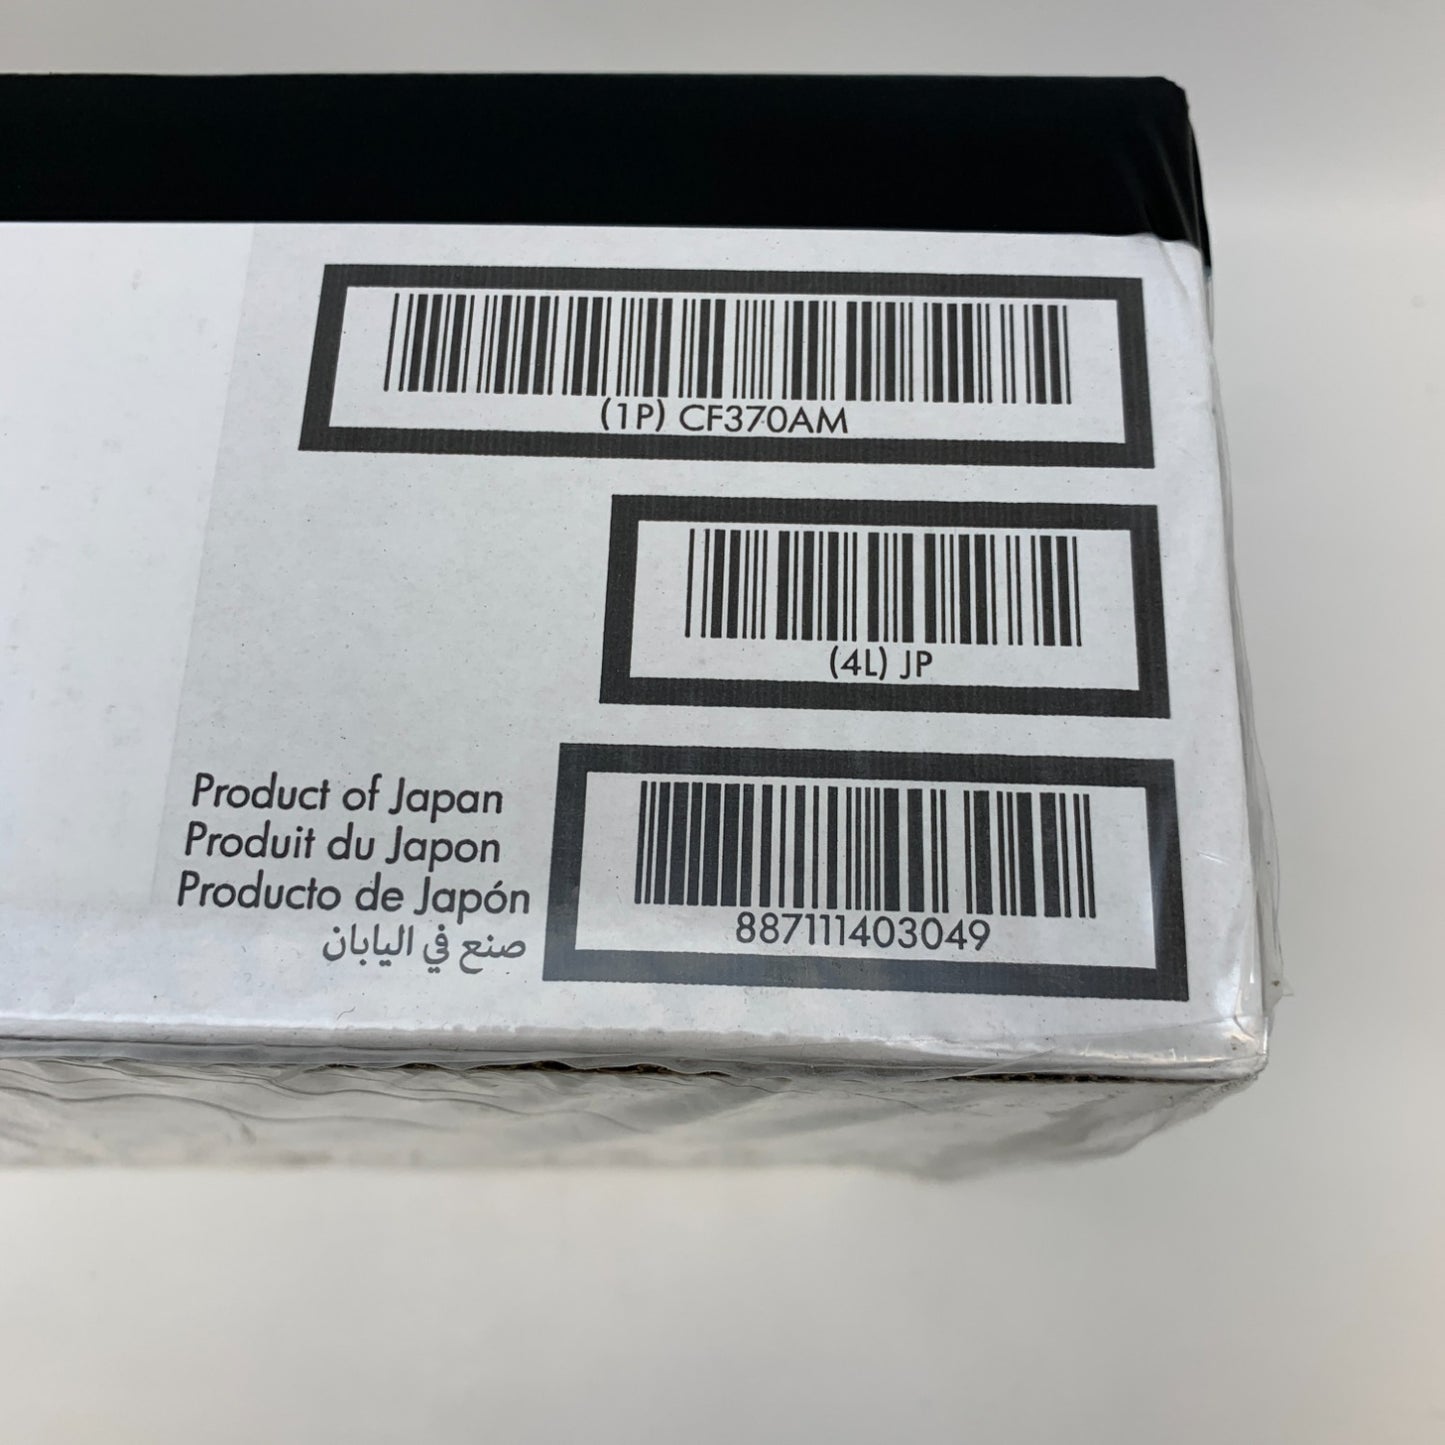 (1P) CF370AM
(4L) JP
Product of Japan
Produit du Japon
Producto de Japón
صنع في اليابان
887111403049